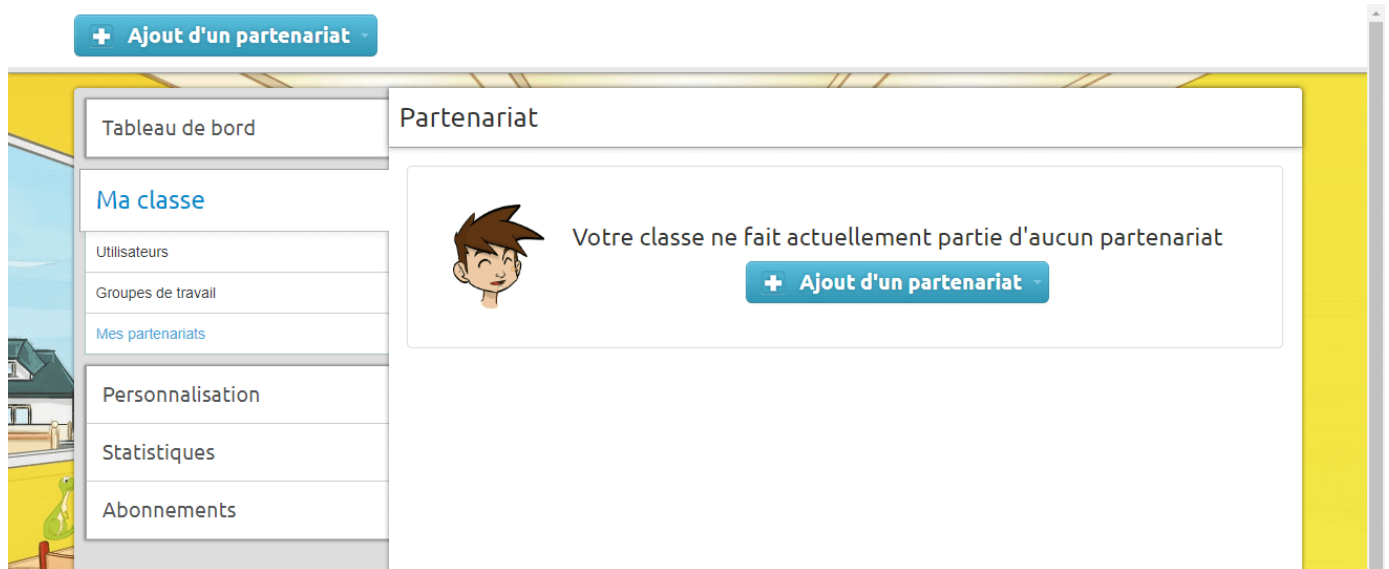 Ajout d'un partenariat
Tableau de bord
Ma classe
Utilisateurs
Groupes de travail
Mes partenariats
Personnalisation
Statistiques
Abonnements
Partenariat
Votre classe ne fait actuellement partie d'aucun partenariat
Ajout d'un partenariat